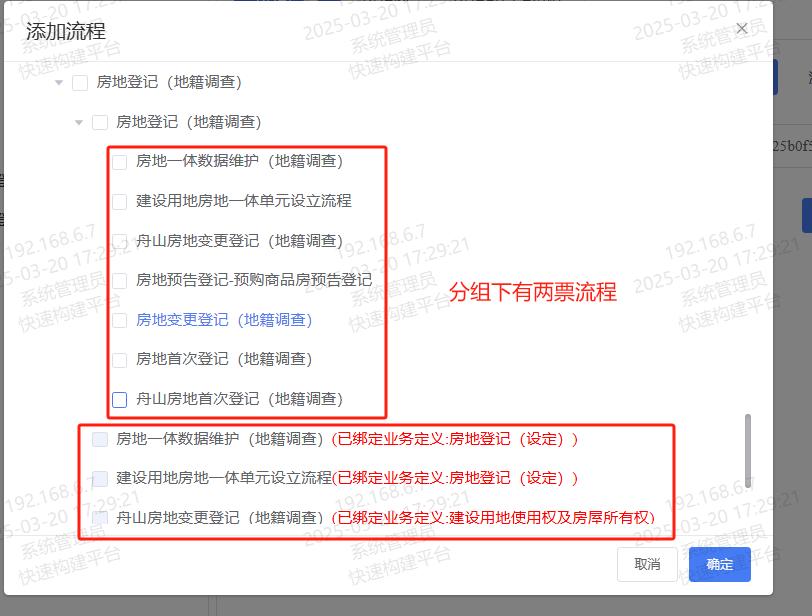 添加流程
房地登记（地籍调查）
房地登记（地籍调查）
房地一体数据维护（地籍调查）
建设用地房地一体单元设立流程
舟山房地变更登记（地籍调查）
房地预告登记-预购商品房预告登记
分组下有两票流程
房地变更登记（地籍调查）
房地首次登记（地籍调查）
舟山房地首次登记（地籍调查）
房地一体数据维护（地籍调查）(已绑定业务定义:房地登记（设定）)
建设用地房地一体单元设立流程(已绑定业务定义:房地登记（设定）)
舟山房地变更登记（地籍调查）(已绑定业务定义:建设用地使用权及房屋所有权)
取消 确定
25b0f5
192.168.6.7
2025-03-20 17:29:21
系统管理员
快速构建平台